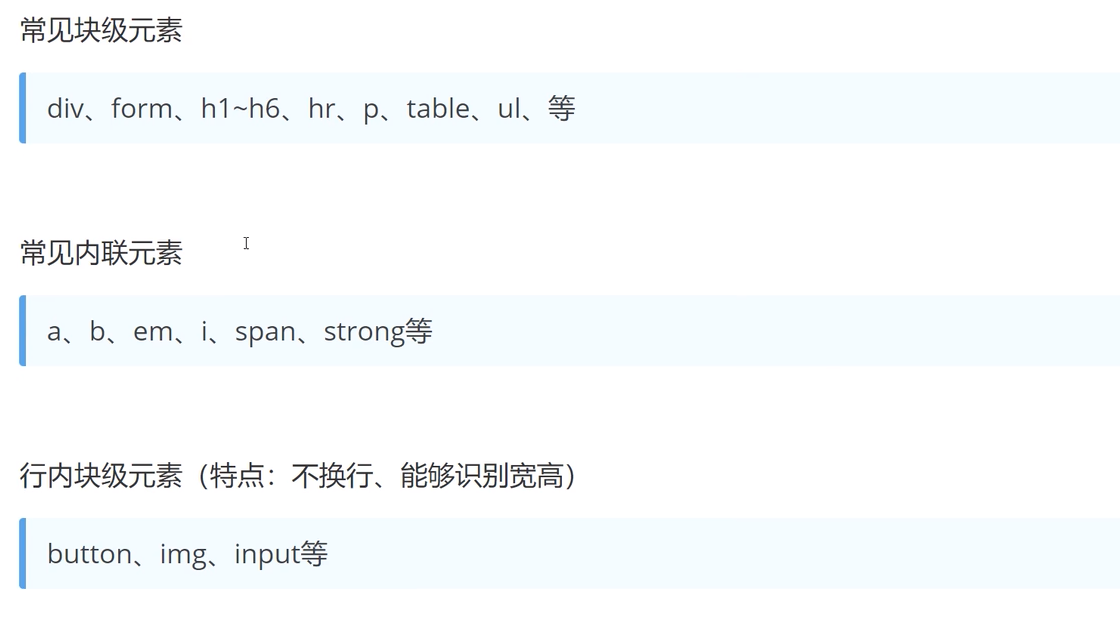 常见块级元素
div、form、h1~h6、hr、p、table、ul、等
常见内联元素
a、b、em、i、span、strong等
行内块级元素（特点：不换行、能够识别宽高）
button、img、input等